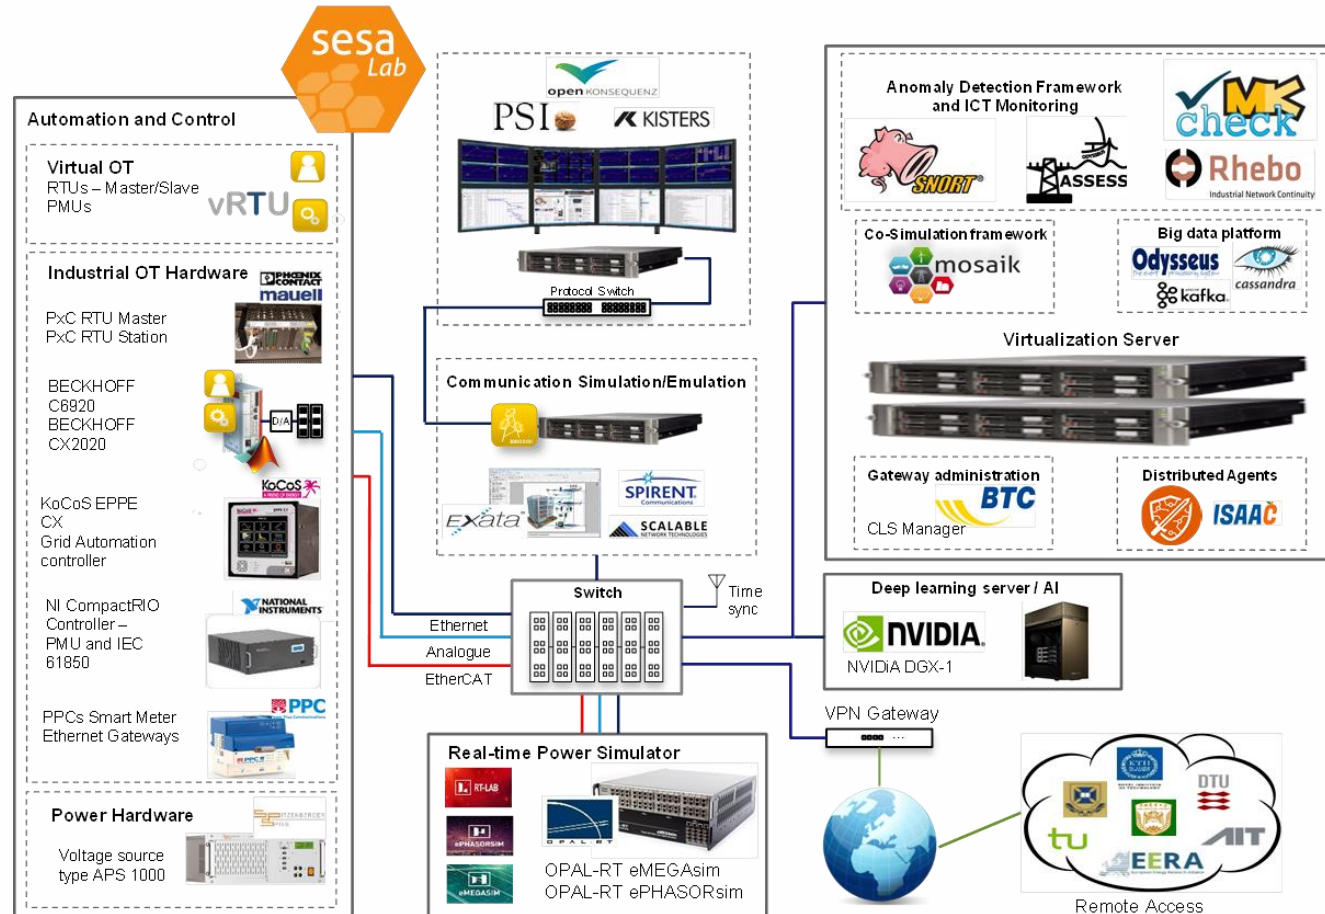 sesa
Lab
Automation and Control
Virtual OT
RTUs – Master/Slave
PMUs
vRTU
Industrial OT Hardware
PHŒNIX
CONTACT
mauell
PxC RTU Master
PxC RTU Station
BECKHOFF
C6920
BECKHOFF
CX2020
D/A
KoCoS
KoCoS EPPE
CX
Grid Automation
controller
NATIONAL
INSTRUMENTS
NI CompactRIO
Controller –
PMU and IEC
61850
PPC
PPCs Smart Meter
Ethernet Gateways
Power Hardware
SPITZENBERGER
SPIES
Voltage source
type APS 1000
open KONSEQUENZ
PSI
KISTERS
Protocol Switch
Communication Simulation/Emulation
EXata
SPIRENT
Communications
SCALABLE
NETWORK TECHNOLOGIES
Switch
Time
sync
Ethernet
Analogue
EtherCAT
Real-time Power Simulator
RT-LAB
ePHASORSIM
eMEGASIM
OPAL-RT
OPAL-RT eMEGAsim
OPAL-RT ePHASORsim
Anomaly Detection Framework
and ICT Monitoring
SNORT®
ASSESS
check MK
Rhebo
Industrial Network Continuity
Co-Simulation framework
mosaik
Big data platform
Odysseus
cassandra
kafka
Virtualization Server
Gateway administration
BTC
CLS Manager
Distributed Agents
ISAAC
Deep learning server / AI
NVIDIA.
NVIDiA DGX-1
VPN Gateway
KTH
DTU
tu
AIT
EERA
Remote Access